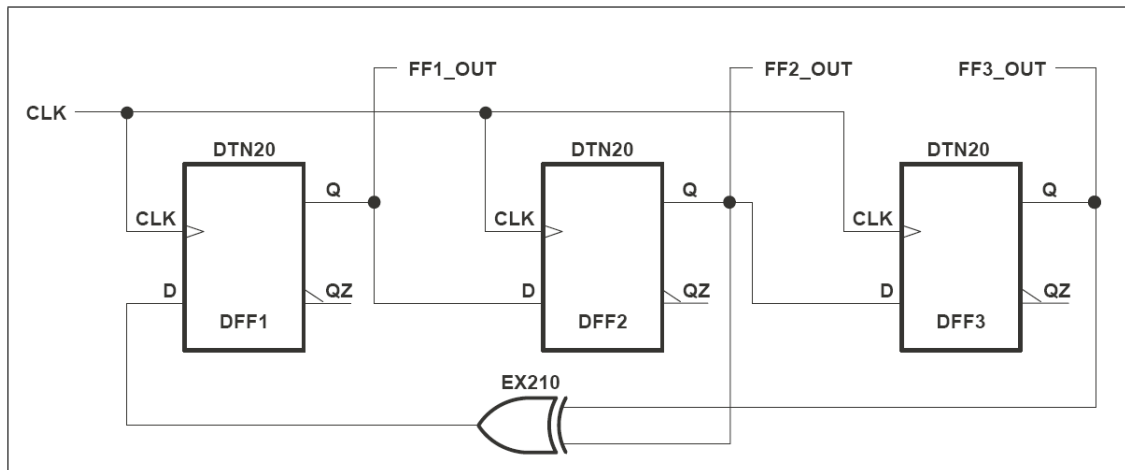 FF1_OUT FF2_OUT FF3_OUT
CLK
DTN20 DTN20 DTN20
Q Q Q
CLK CLK CLK
D QZ D QZ D QZ
DFF1 DFF2 DFF3
EX210